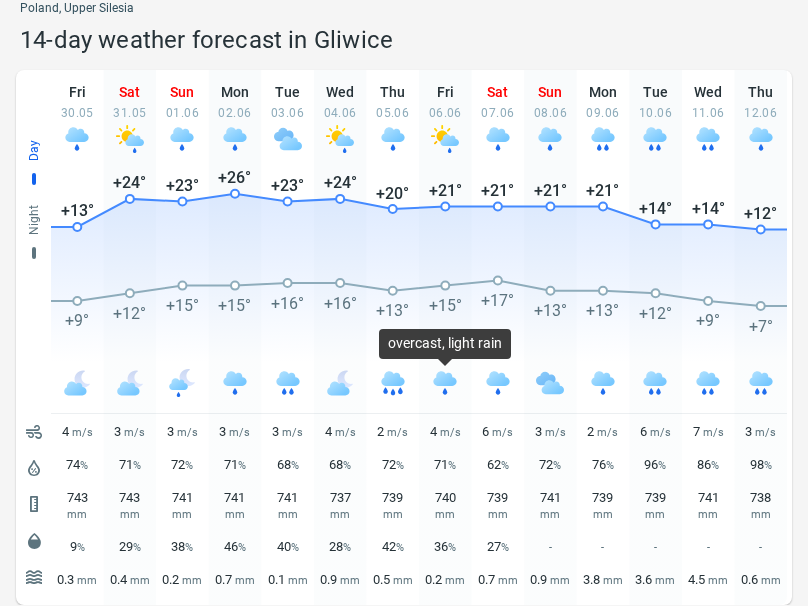 Poland, Upper Silesia
14-day weather forecast in Gliwice
Fri Sat Sun Mon Tue Wed Thu Fri Sat Sun Mon Tue Wed Thu
30.05 31.05 01.06 02.06 03.06 04.06 05.06 06.06 07.06 08.06 09.06 10.06 11.06 12.06
Day
+13° +24° +23° +26° +23° +24° +20° +21° +21° +21° +21° +14° +14° +12°
Night
+9° +12° +15° +15° +16° +16° +13° +15° +17° +13° +13° +12° +9° +7°
overcast, light rain
4 m/s 3 m/s 3 m/s 3 m/s 3 m/s 4 m/s 2 m/s 4 m/s 6 m/s 3 m/s 2 m/s 6 m/s 7 m/s 3 m/s
74% 71% 72% 71% 68% 68% 72% 71% 62% 72% 76% 96% 86% 98%
743 743 741 741 741 737 739 740 739 741 739 739 741 738
mm mm mm mm mm mm mm mm mm mm mm mm mm mm
9% 29% 38% 46% 40% 28% 42% 36% 27% - - - - -
0.3 mm 0.4 mm 0.2 mm 0.7 mm 0.1 mm 0.9 mm 0.5 mm 0.2 mm 0.7 mm 0.9 mm 3.8 mm 3.6 mm 4.5 mm 0.6 mm